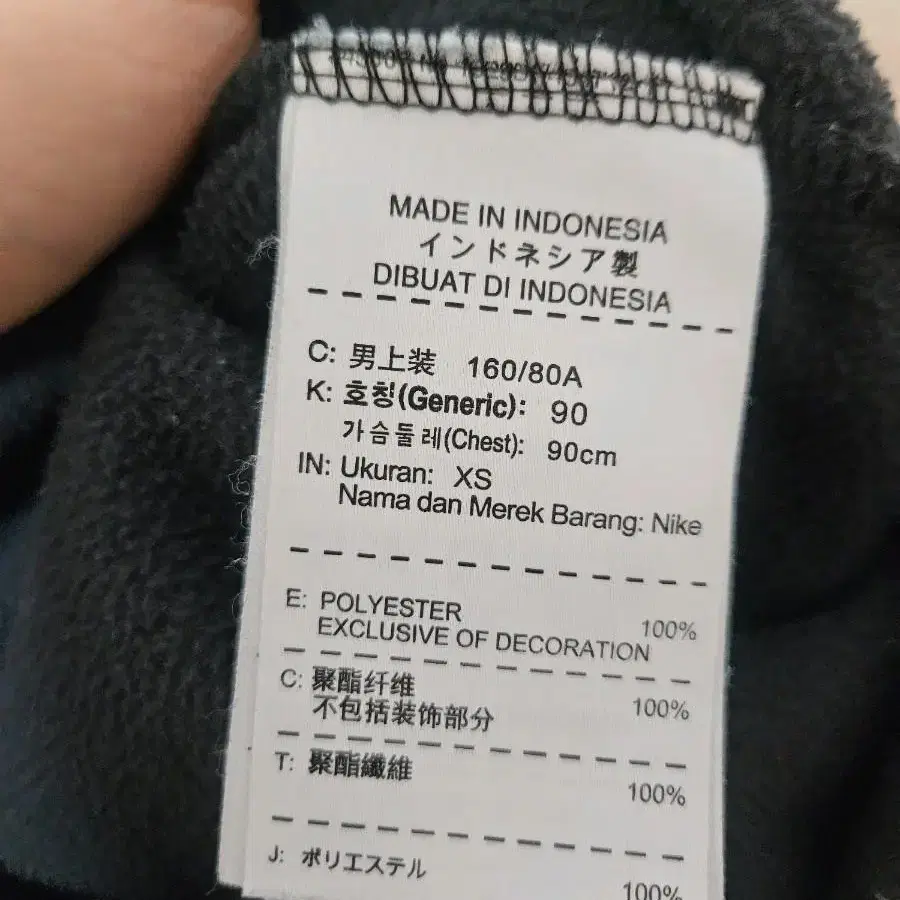 MADE IN INDONESIA
インドネシア製
DIBUAT DI INDONESIA
C: 男上装 160/80A
K: 호칭(Generic): 90
가슴둘레(Chest): 90cm
IN: Ukuran: XS
Nama dan Merek Barang: Nike
E: POLYESTER 100%
EXCLUSIVE OF DECORATION
C: 聚酯纤维 100%
不包括装饰部分
T: 聚酯纖維 100%
J: ポリエステル 100%